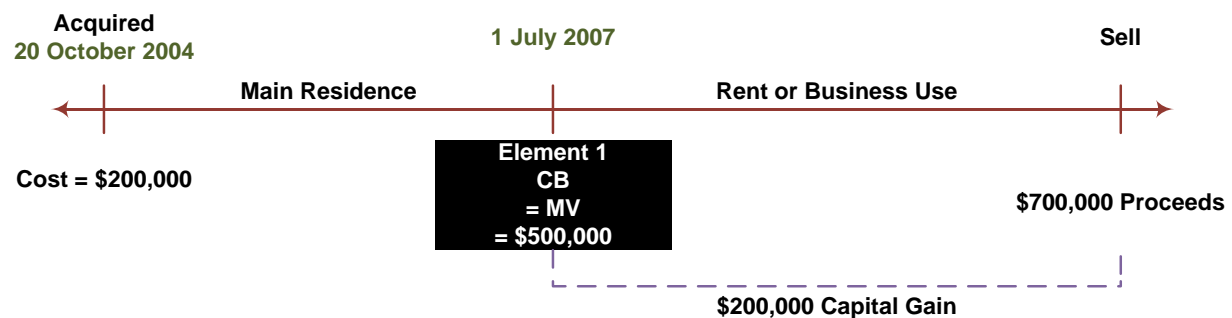 Acquired
20 October 2004
1 July 2007
Sell
Main Residence
Rent or Business Use
Cost = $200,000
Element 1
CB
= MV
= $500,000
$700,000 Proceeds
$200,000 Capital Gain